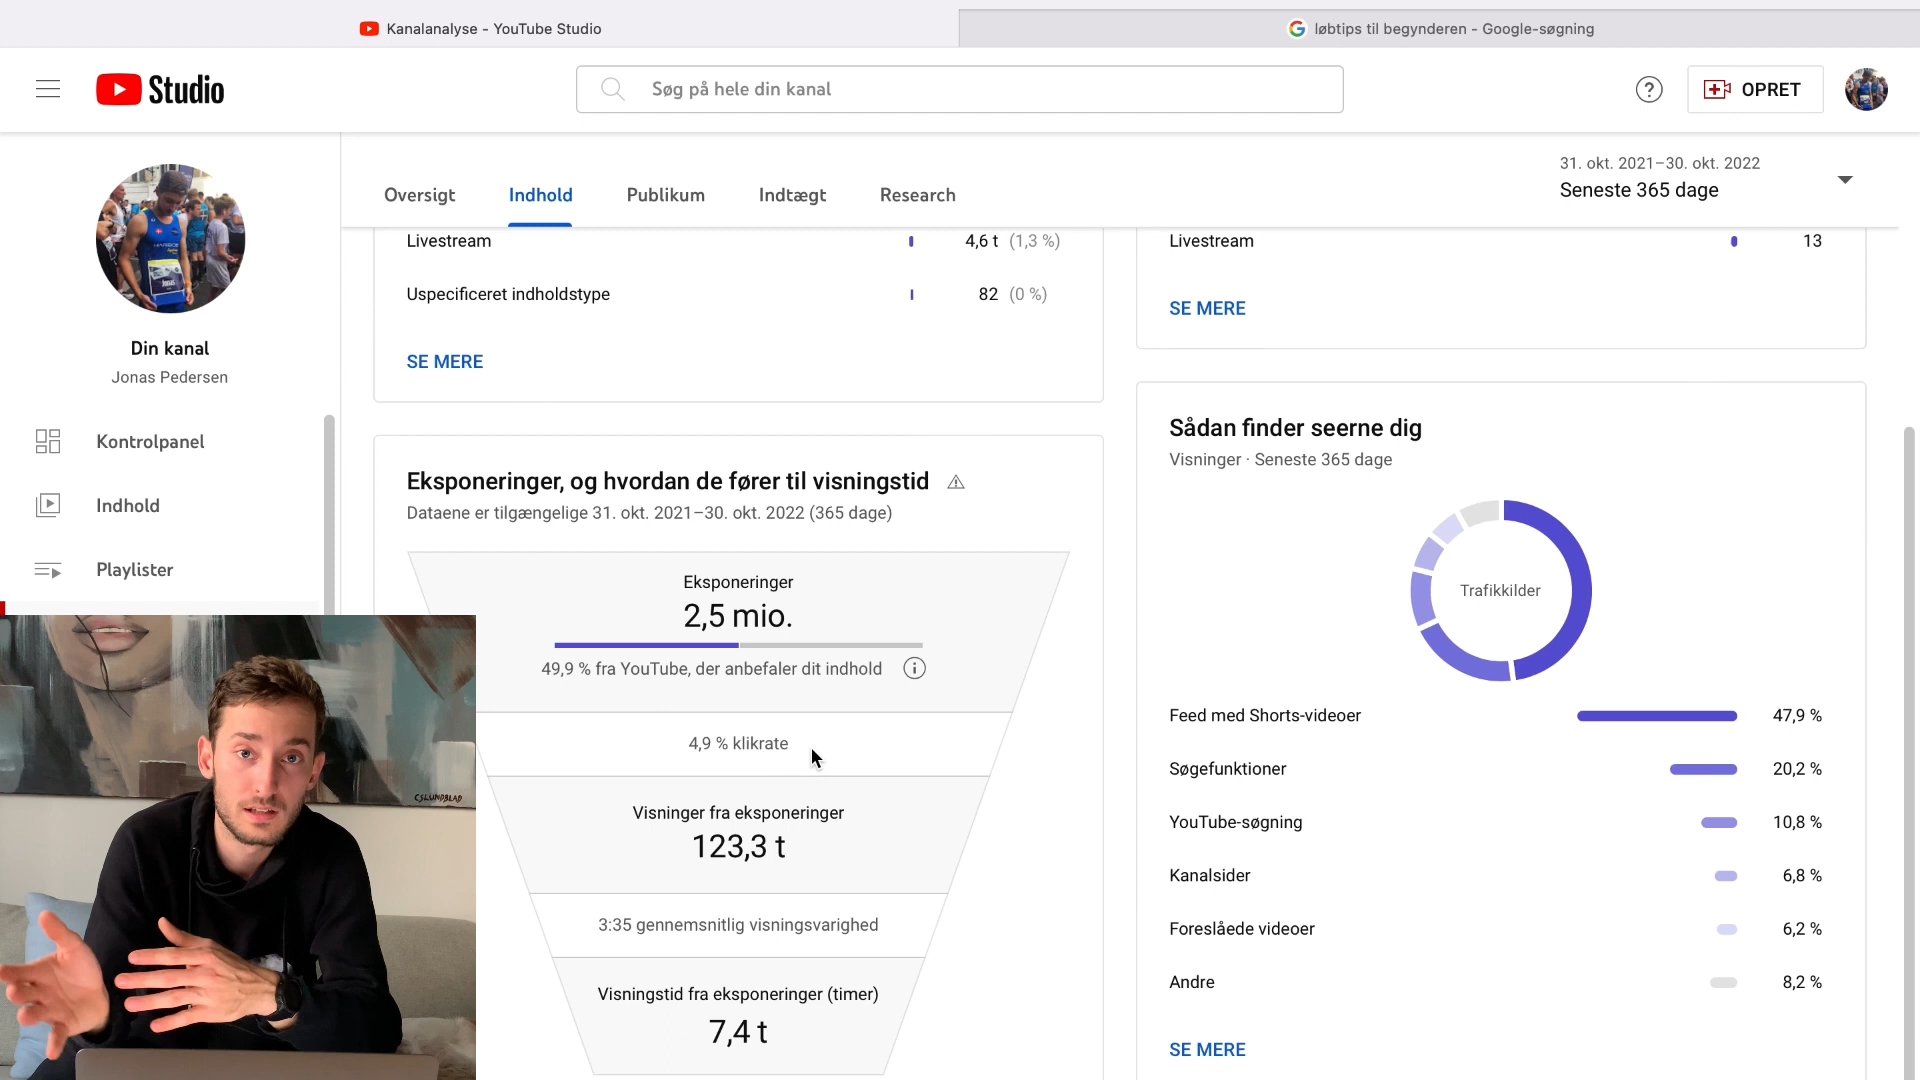 Kanalanalyse - YouTube Studio
løbtips til begynderen - Google-søgning
Studio
Søg på hele din kanal
?
OPRET
Din kanal
Jonas Pedersen
Kontrolpanel
Indhold
Playlister
Oversigt
Indhold
Publikum
Indtægt
Research
31. okt. 2021–30. okt. 2022
Seneste 365 dage
Livestream
4,6 t (1,3 %)
Uspecificeret indholdstype
82 (0 %)
SE MERE
Livestream
13
SE MERE
Eksponeringer, og hvordan de fører til visningstid
Dataene er tilgængelige 31. okt. 2021–30. okt. 2022 (365 dage)
Eksponeringer
2,5 mio.
49,9 % fra YouTube, der anbefaler dit indhold
4,9 % klikrate
Visninger fra eksponeringer
123,3 t
3:35 gennemsnitlig visningsvarighed
Visningstid fra eksponeringer (timer)
7,4 t
Sådan finder seerne dig
Visninger · Seneste 365 dage
Trafikkilder
Feed med Shorts-videoer
47,9 %
Søgefunktioner
20,2 %
YouTube-søgning
10,8 %
Kanalsider
6,8 %
Foreslåede videoer
6,2 %
Andre
8,2 %
SE MERE
CSLUNDBLAD